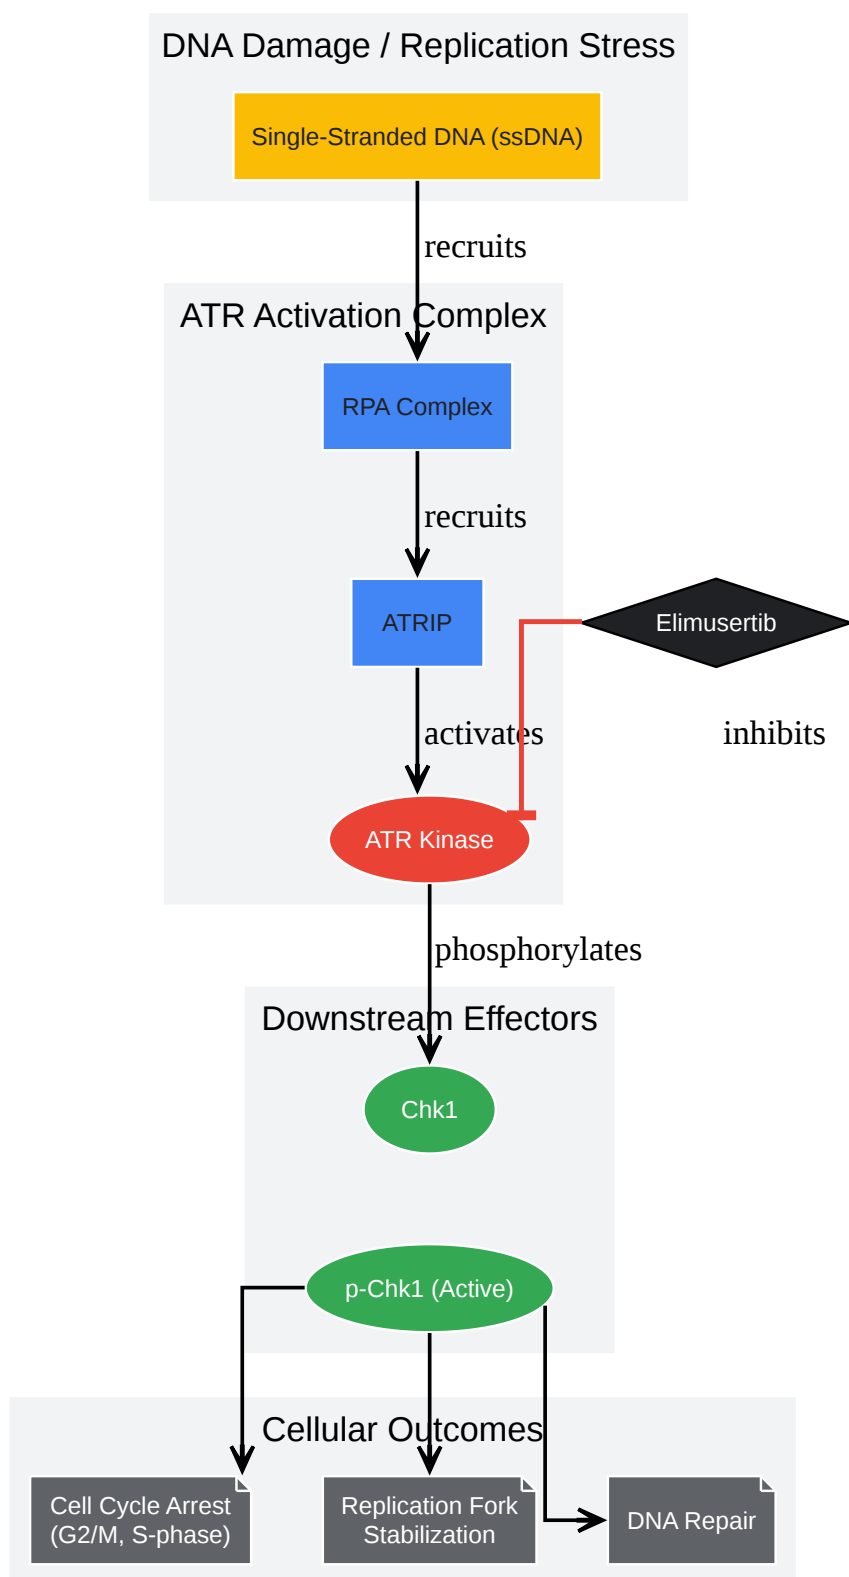 DNA Damage / Replication Stress
Single-Stranded DNA (ssDNA)
recruits
ATR Activation Complex
RPA Complex
recruits
ATRIP
Elimusertib
activates
inhibits
ATR Kinase
phosphorylates
Downstream Effectors
Chk1
p-Chk1 (Active)
Cellular Outcomes
Cell Cycle Arrest
(G2/M, S-phase)
Replication Fork
Stabilization
DNA Repair